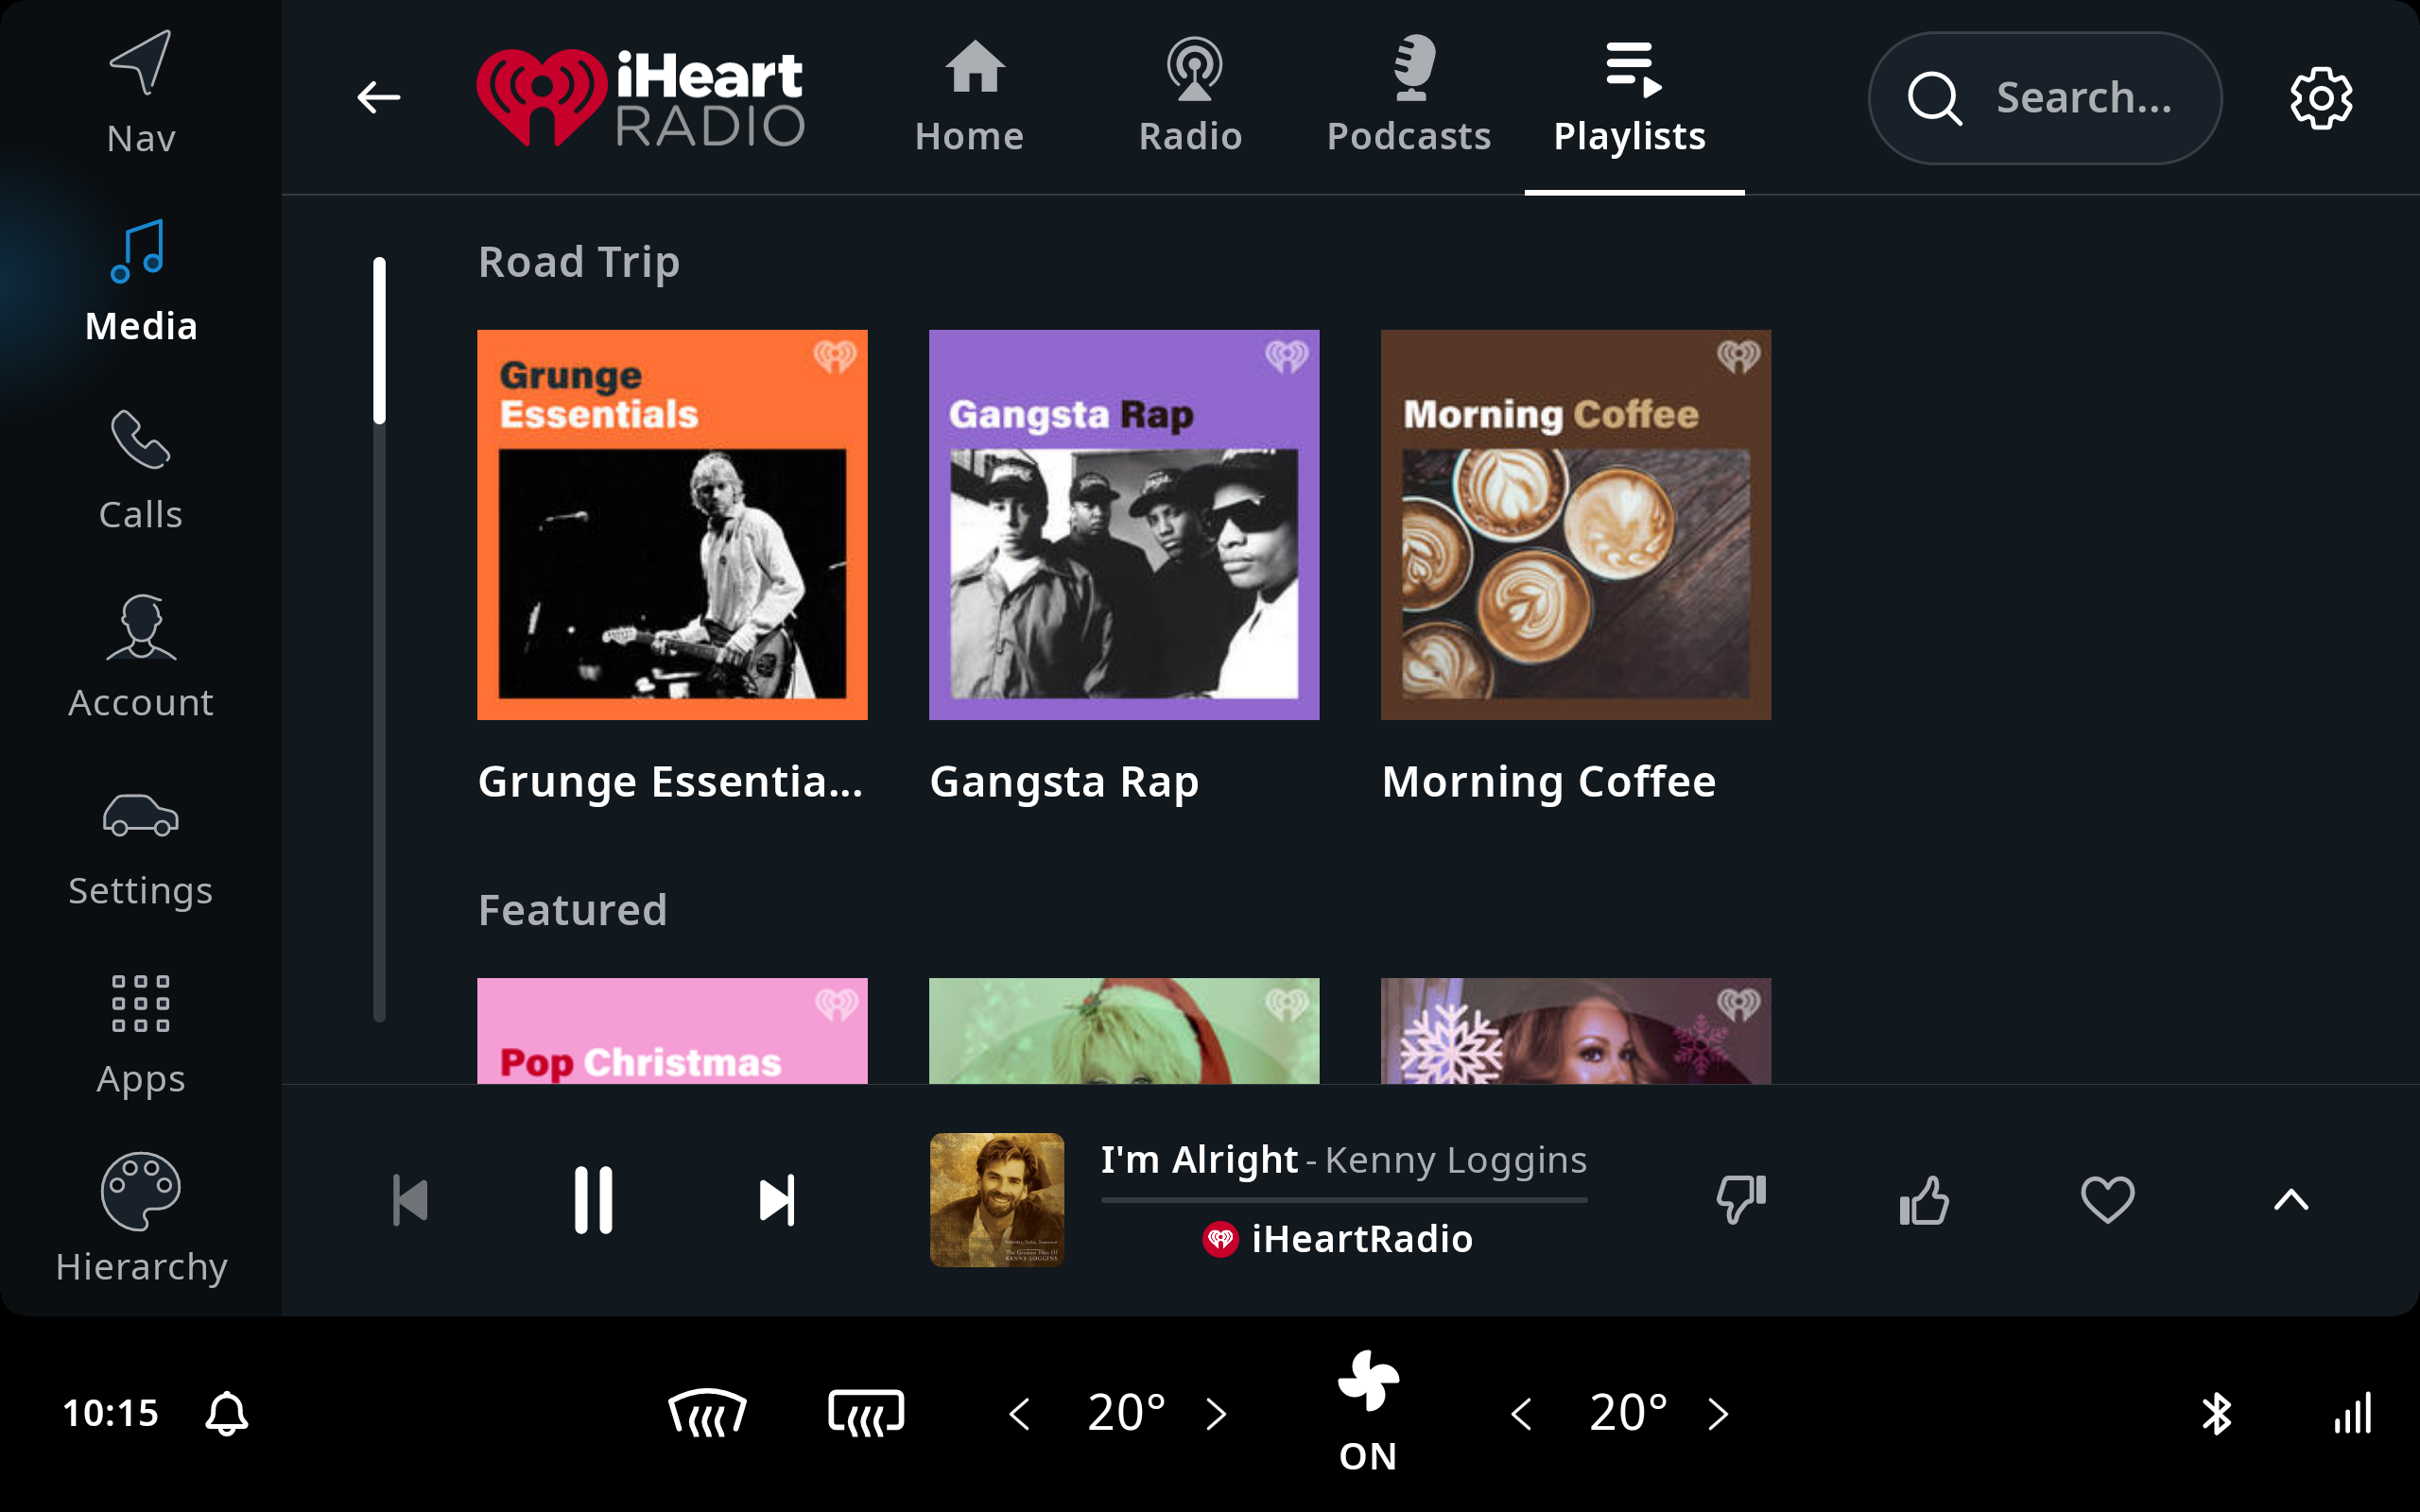 Nav
Media
Calls
Account
Settings
Apps
Hierarchy
iHeart
RADIO
Home
Radio
Podcasts
Playlists
Search...
Road Trip
Grunge
Essentials
Gangsta Rap
Morning Coffee
Grunge Essentia...
Gangsta Rap
Morning Coffee
Featured
Pop Christmas
I'm Alright - Kenny Loggins
iHeartRadio
10:15
20°
ON
20°